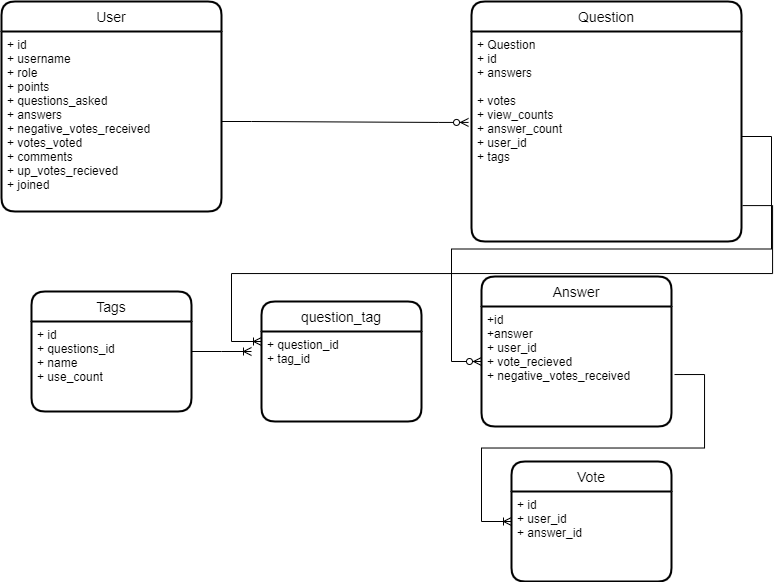 User
+ id
+ username
+ role
+ points
+ questions_asked
+ answers
+ negative_votes_received
+ votes_voted
+ comments
+ up_votes_recieved
+ joined
Question
+ Question
+ id
+ answers
+ votes
+ view_counts
+ answer_count
+ user_id
+ tags
Tags
+ id
+ questions_id
+ name
+ use_count
question_tag
+ question_id
+ tag_id
Answer
+id
+answer
+ user_id
+ vote_recieved
+ negative_votes_received
Vote
+ id
+ user_id
+ answer_id